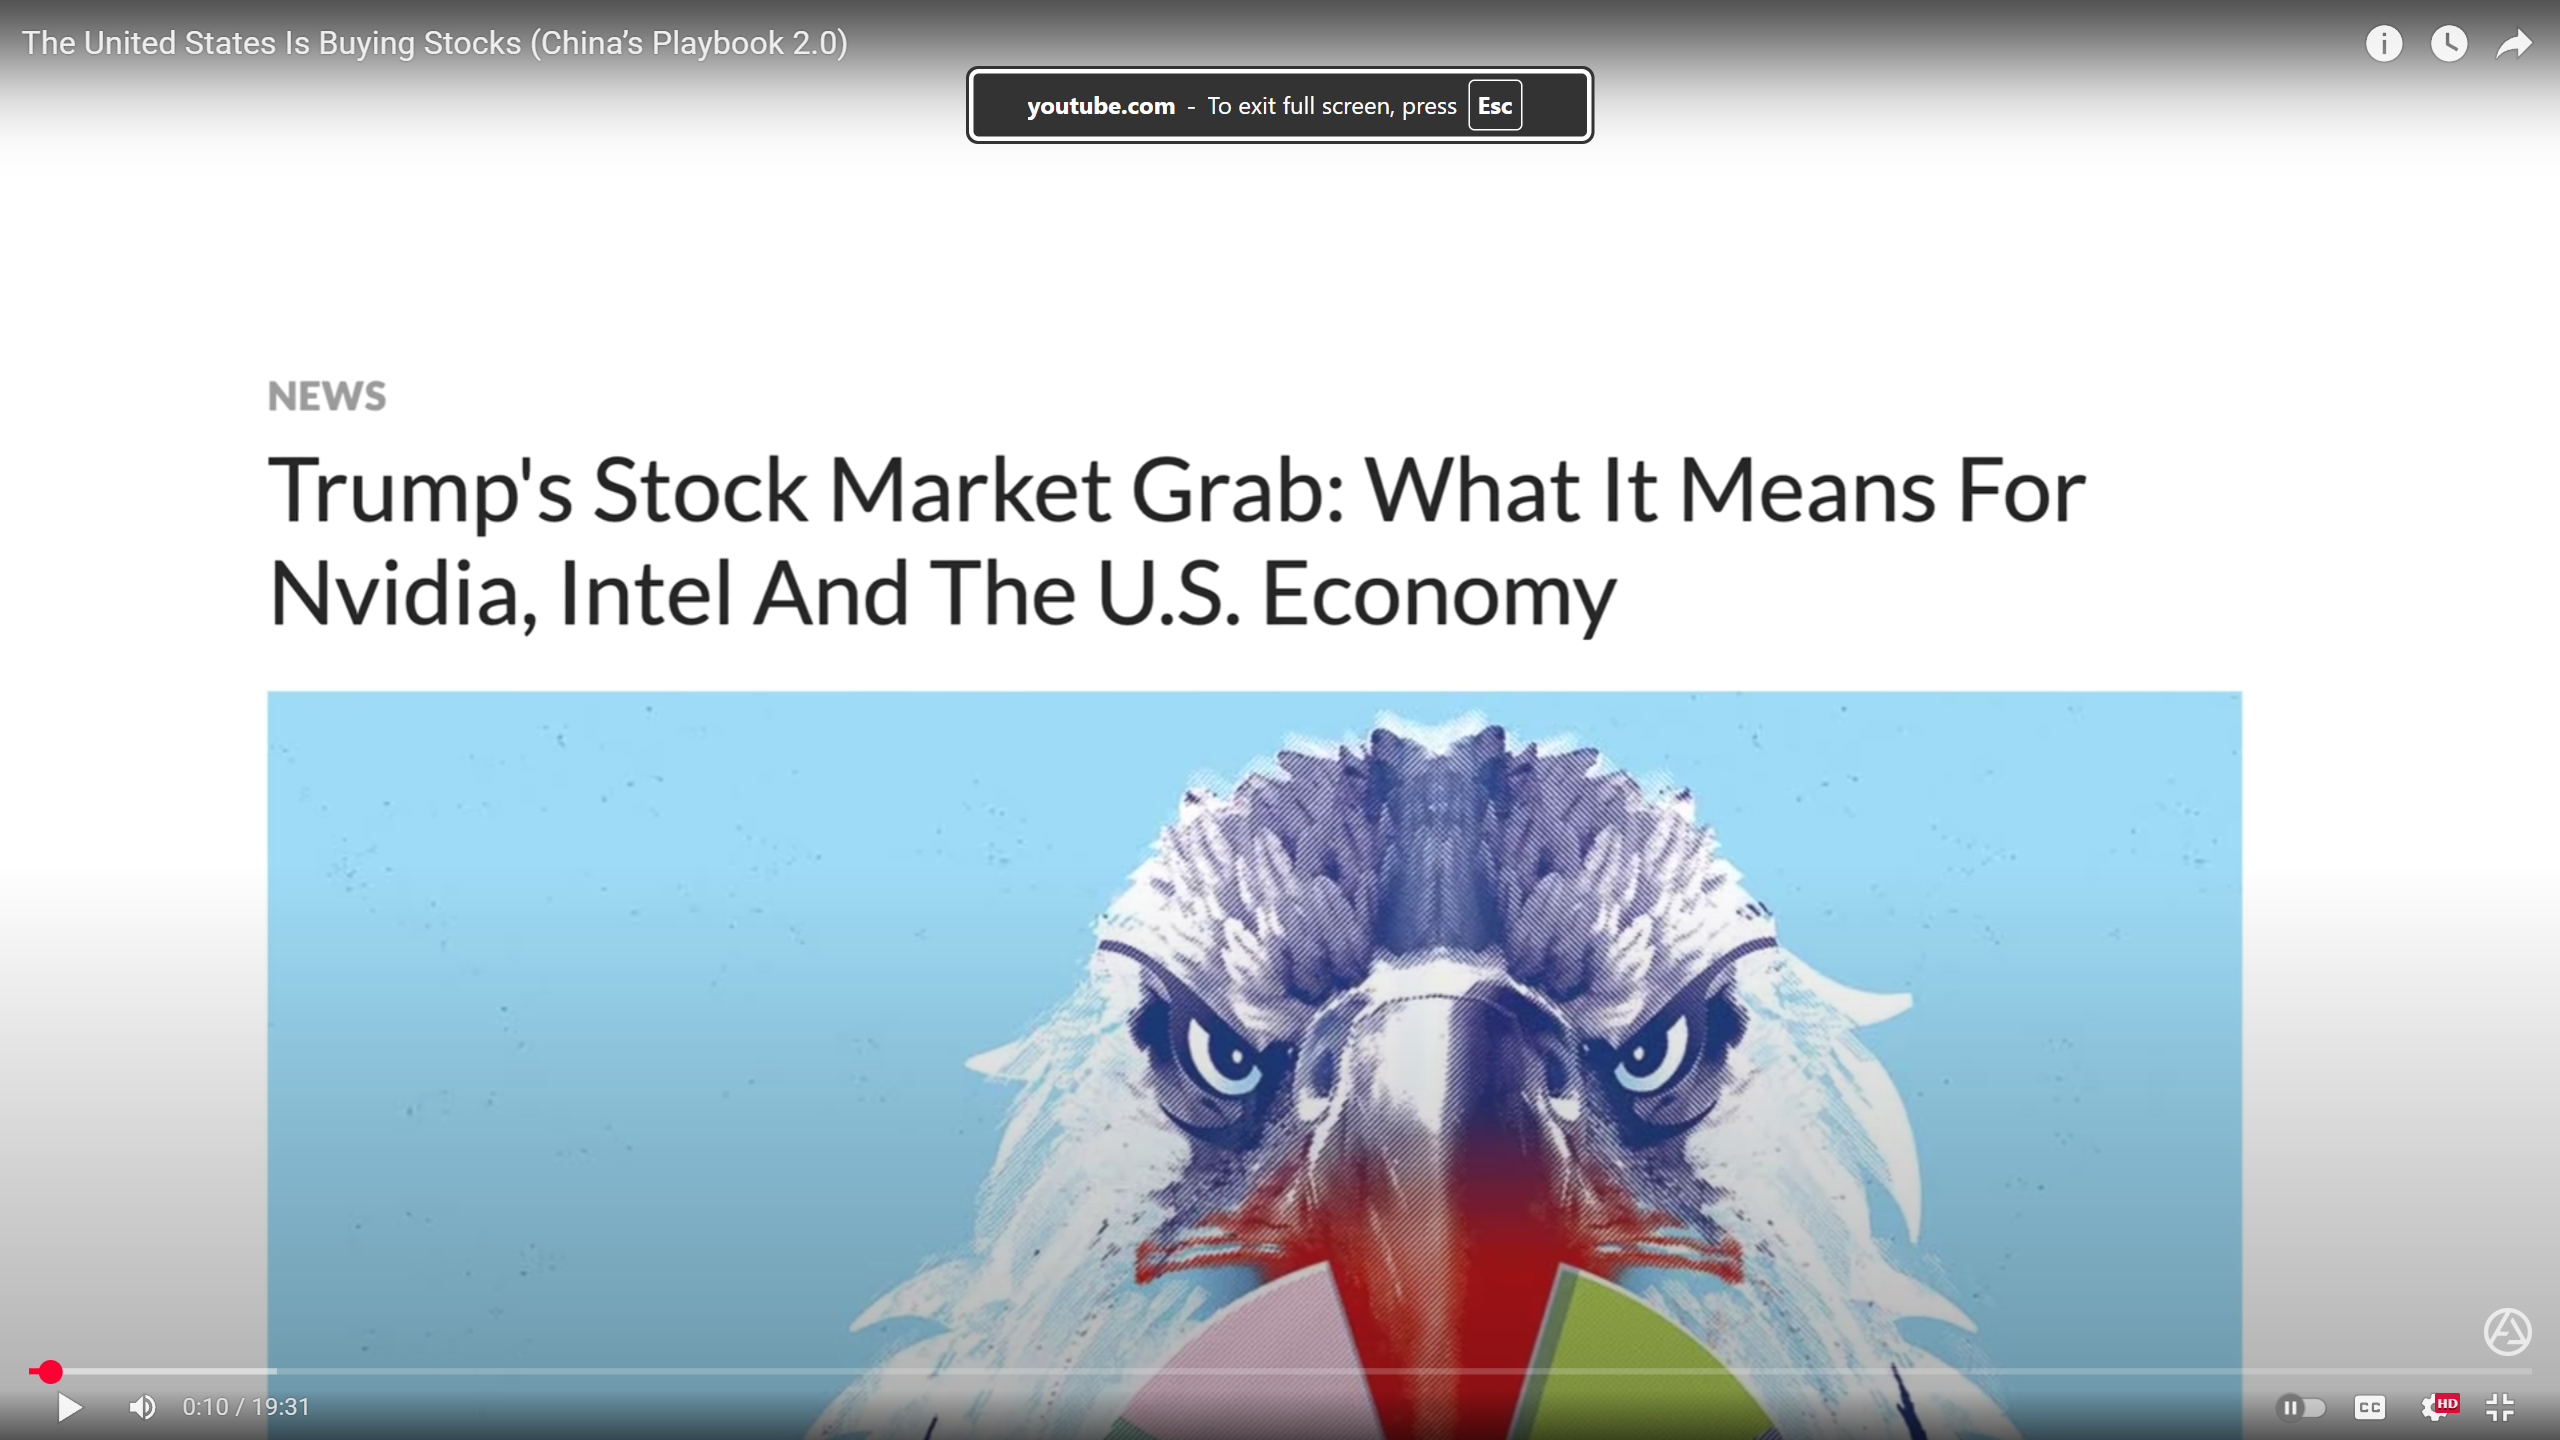 The United States Is Buying Stocks (China’s Playbook 2.0)
youtube.com - To exit full screen, press Esc
NEWS
Trump's Stock Market Grab: What It Means For
Nvidia, Intel And The U.S. Economy
0:10 / 19:31
CC
HD